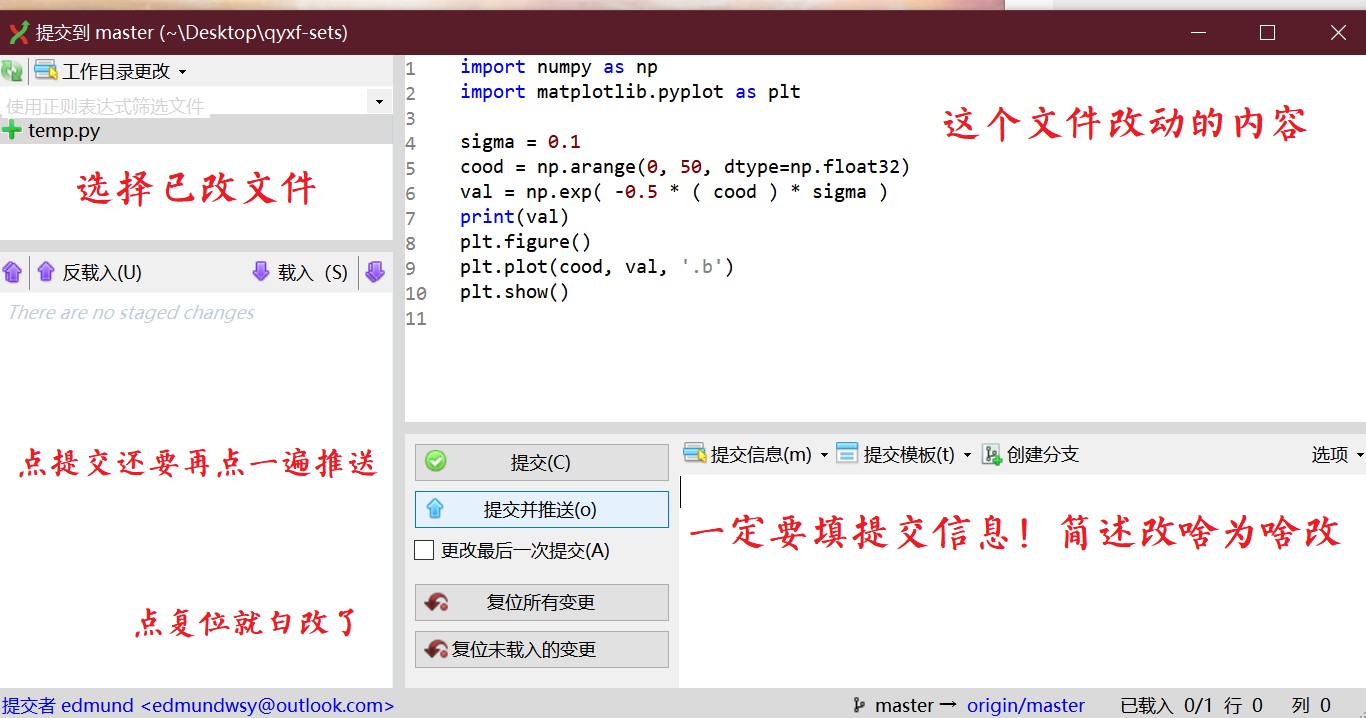 提交到 master (~\Desktop\qyxf-sets)
工作目录更改
使用正则表达式筛选文件
temp.py
选择已改文件
反载入(U)
载入 (S)
There are no staged changes
点提交还要再点一遍推送
点复位就白改了
1 import numpy as np
2 import matplotlib.pyplot as plt
3
4 sigma = 0.1
5 cood = np.arange(0, 50, dtype=np.float32)
6 val = np.exp( -0.5 * ( cood ) * sigma )
7 print(val)
8 plt.figure()
9 plt.plot(cood, val, '.b')
10 plt.show()
11
这个文件改动的内容
提交(C)
提交并推送(o)
更改最后一次提交(A)
复位所有变更
复位未载入的变更
提交信息(m) 提交模板(t) 创建分支 选项
一定要填提交信息！简述改啥为啥改
提交者 edmund <edmundwsy@outlook.com>
master → origin/master 已载入 0/1 行 0 列 0